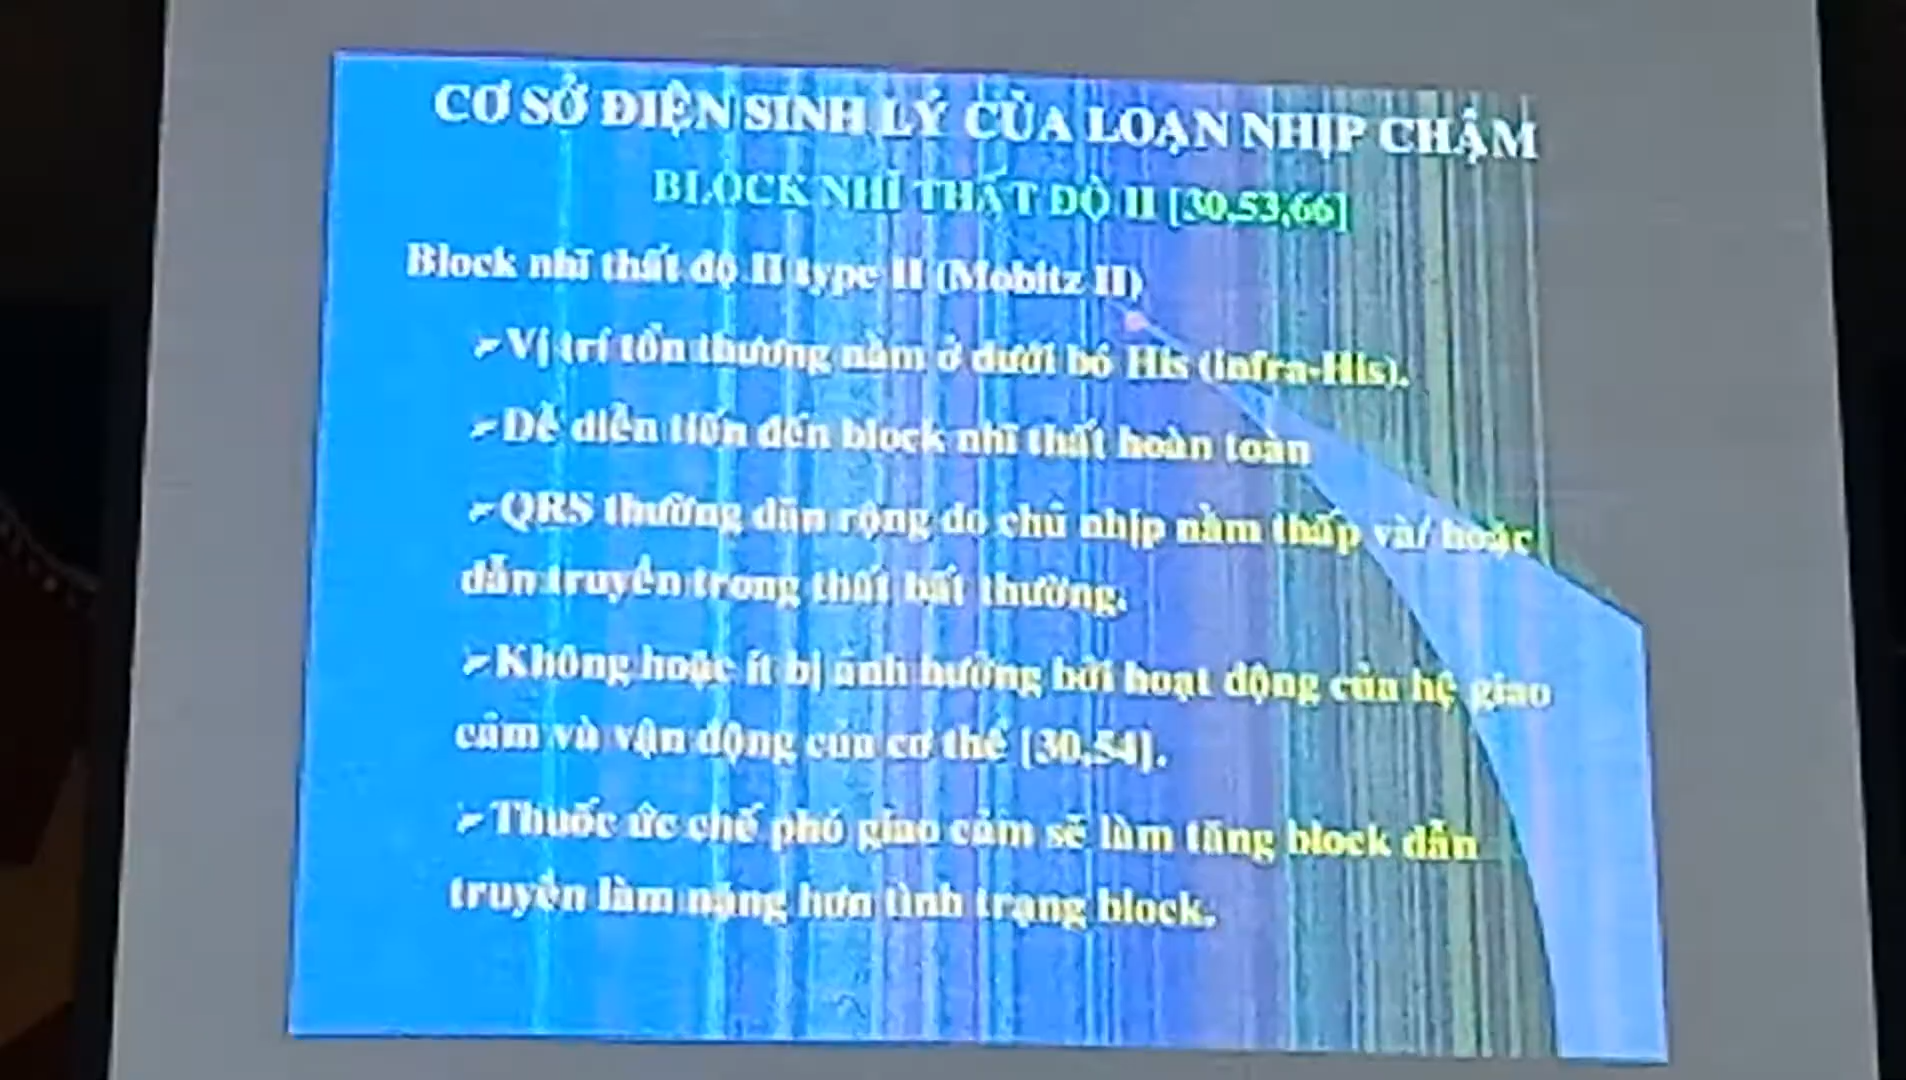 CƠ SỞ ĐIỆN SINH LÝ CỦA LOẠN NHỊP CHẬM
BLOCK NHĨ THẤT ĐỘ II [30,53,66]
Block nhĩ thất độ II type II (Mobitz II)
➢Vị trí tổn thương nằm ở dưới bó His (infra-His).
➢Dễ diễn tiến đến block nhĩ thất hoàn toàn
➢QRS thường dãn rộng do chủ nhịp nằm thấp và/ hoặc
dẫn truyền trong thất bất thường.
➢Không hoặc ít bị ảnh hưởng bởi hoạt động của hệ giao
cảm và vận động của cơ thể [30,54].
➢Thuốc ức chế phó giao cảm sẽ làm tăng block dẫn
truyền làm nặng hơn tình trạng block.